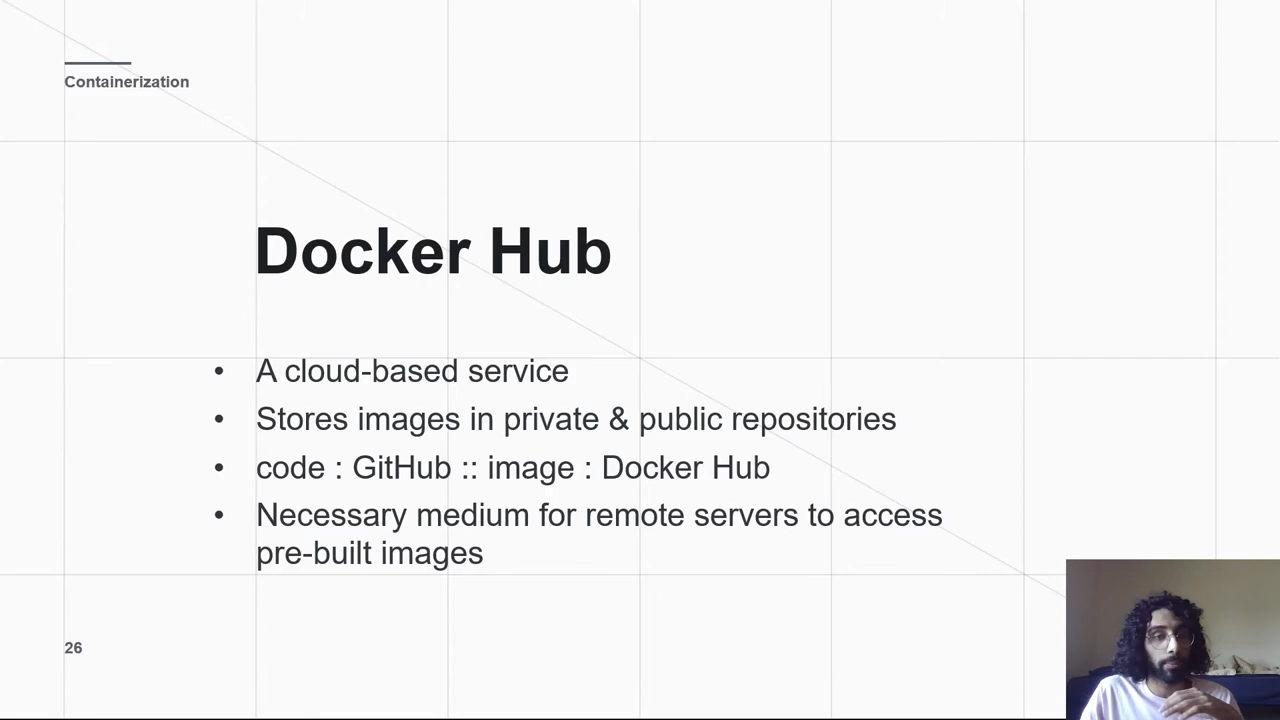 Containerization
Docker Hub
• A cloud-based service
• Stores images in private & public repositories
• code : GitHub :: image : Docker Hub
• Necessary medium for remote servers to access
pre-built images
26